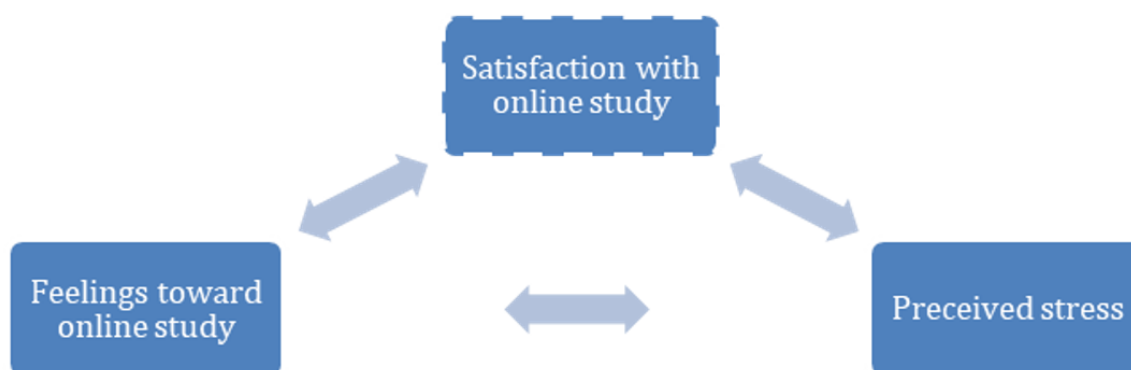 Satisfaction with
online study
Feelings toward
online study
Preceived stress